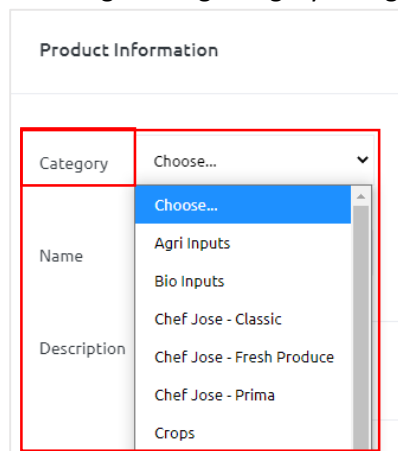 Product Information
Category
Choose...
Choose...
Agri Inputs
Name
Bio Inputs
Chef Jose - Classic
Description
Chef Jose - Fresh Produce
Chef Jose - Prima
Crops